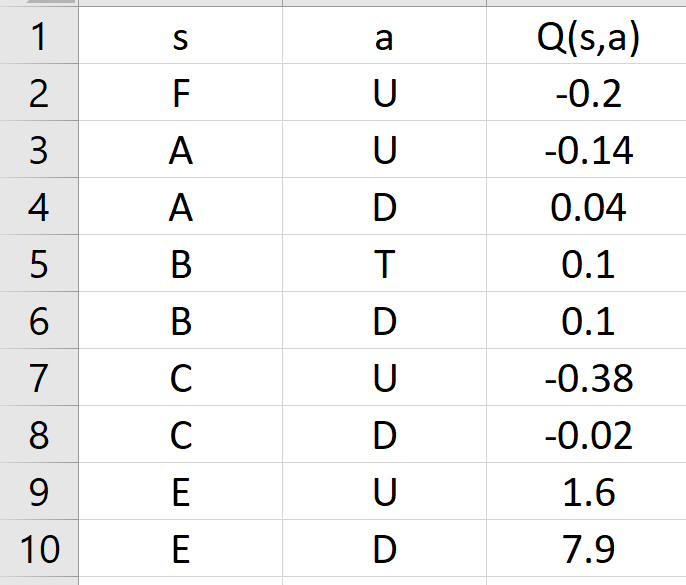 1 s a Q(s,a)
2 F U -0.2
3 A U -0.14
4 A D 0.04
5 B T 0.1
6 B D 0.1
7 C U -0.38
8 C D -0.02
9 E U 1.6
10 E D 7.9